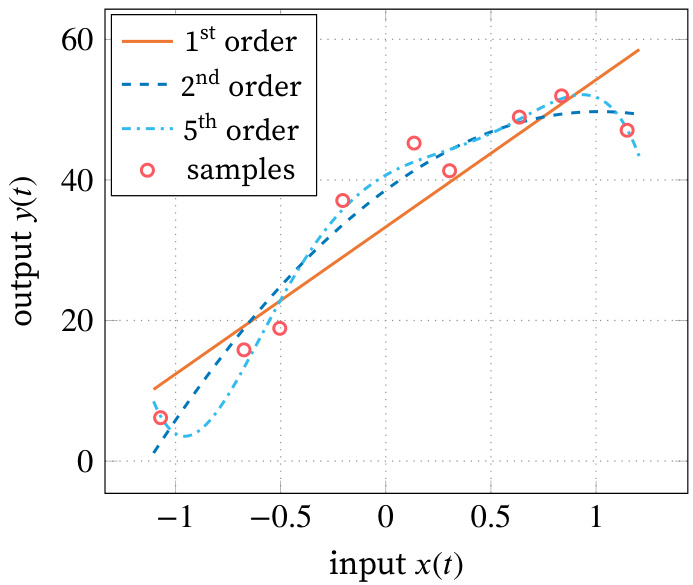 1st order
2nd order
5th order
samples
60
40
20
0
−1
−0.5
0
0.5
1
input x(t)
output y(t)